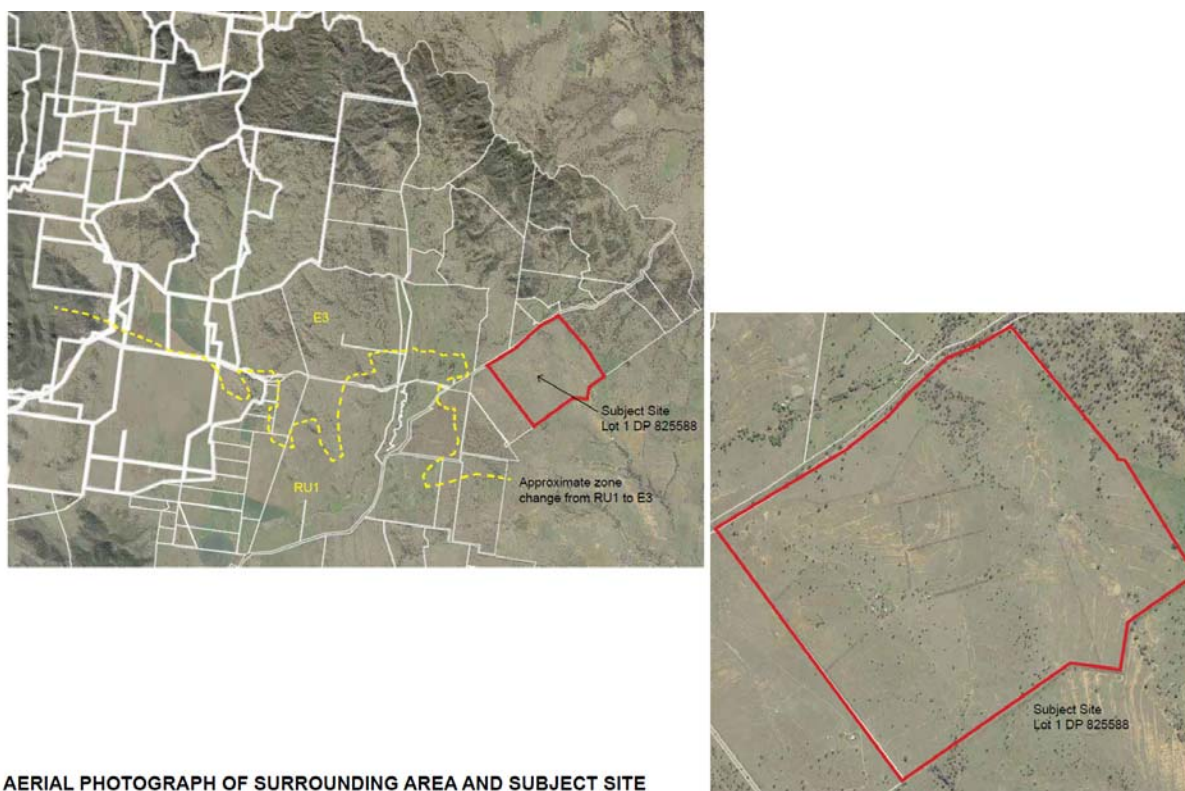 E3
Subject Site
Lot 1 DP 825588
Approximate zone
change from RU1 to E3
RU1
Subject Site
Lot 1 DP 825588
AERIAL PHOTOGRAPH OF SURROUNDING AREA AND SUBJECT SITE